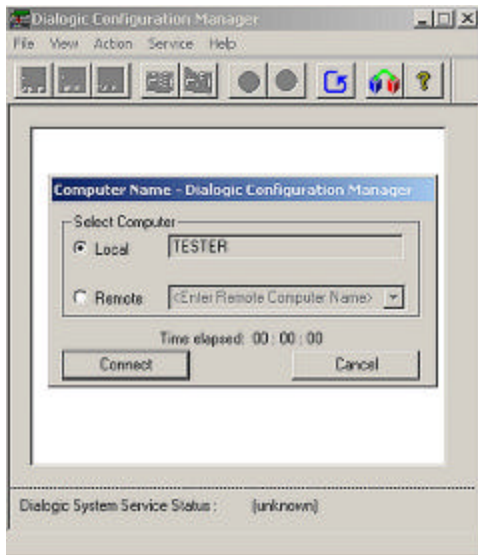 Dialogic Configuration Manager
File View Action Service Help
Computer Name - Dialogic Configuration Manager
Select Computer
Local TESTER
Remote <Enter Remote Computer Name>
Time elapsed: 00 : 00 : 00
Connect Cancel
Dialogic System Service Status : (unknown)